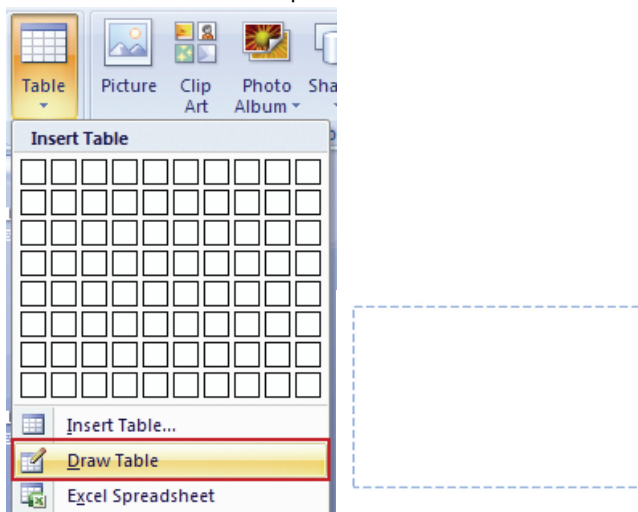 Table
Picture
Clip
Art
Photo
Album
Sha
Insert Table
Insert Table...
Draw Table
Excel Spreadsheet